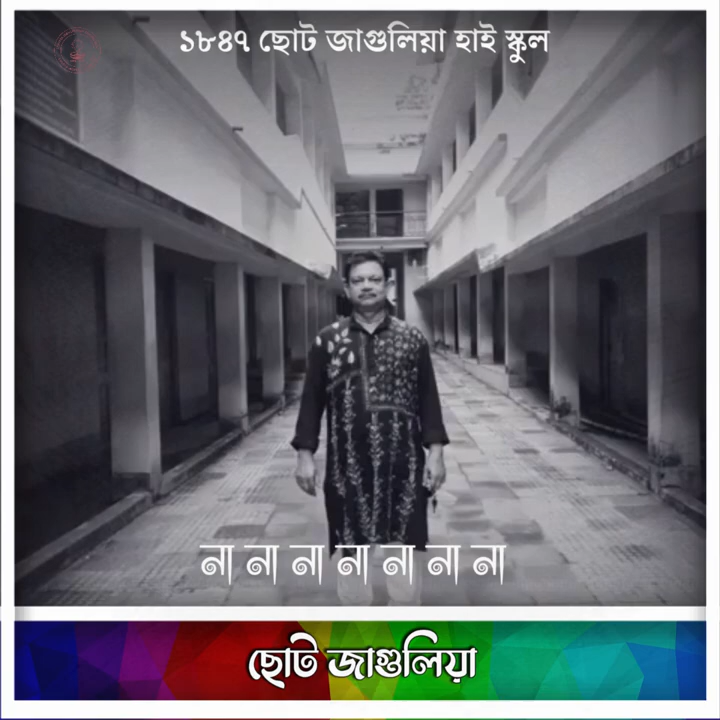 ১৮৪৭ ছোট জাগুলিয়া হাই স্কুল
না না না না না না না
ছোট জাগুলিয়া